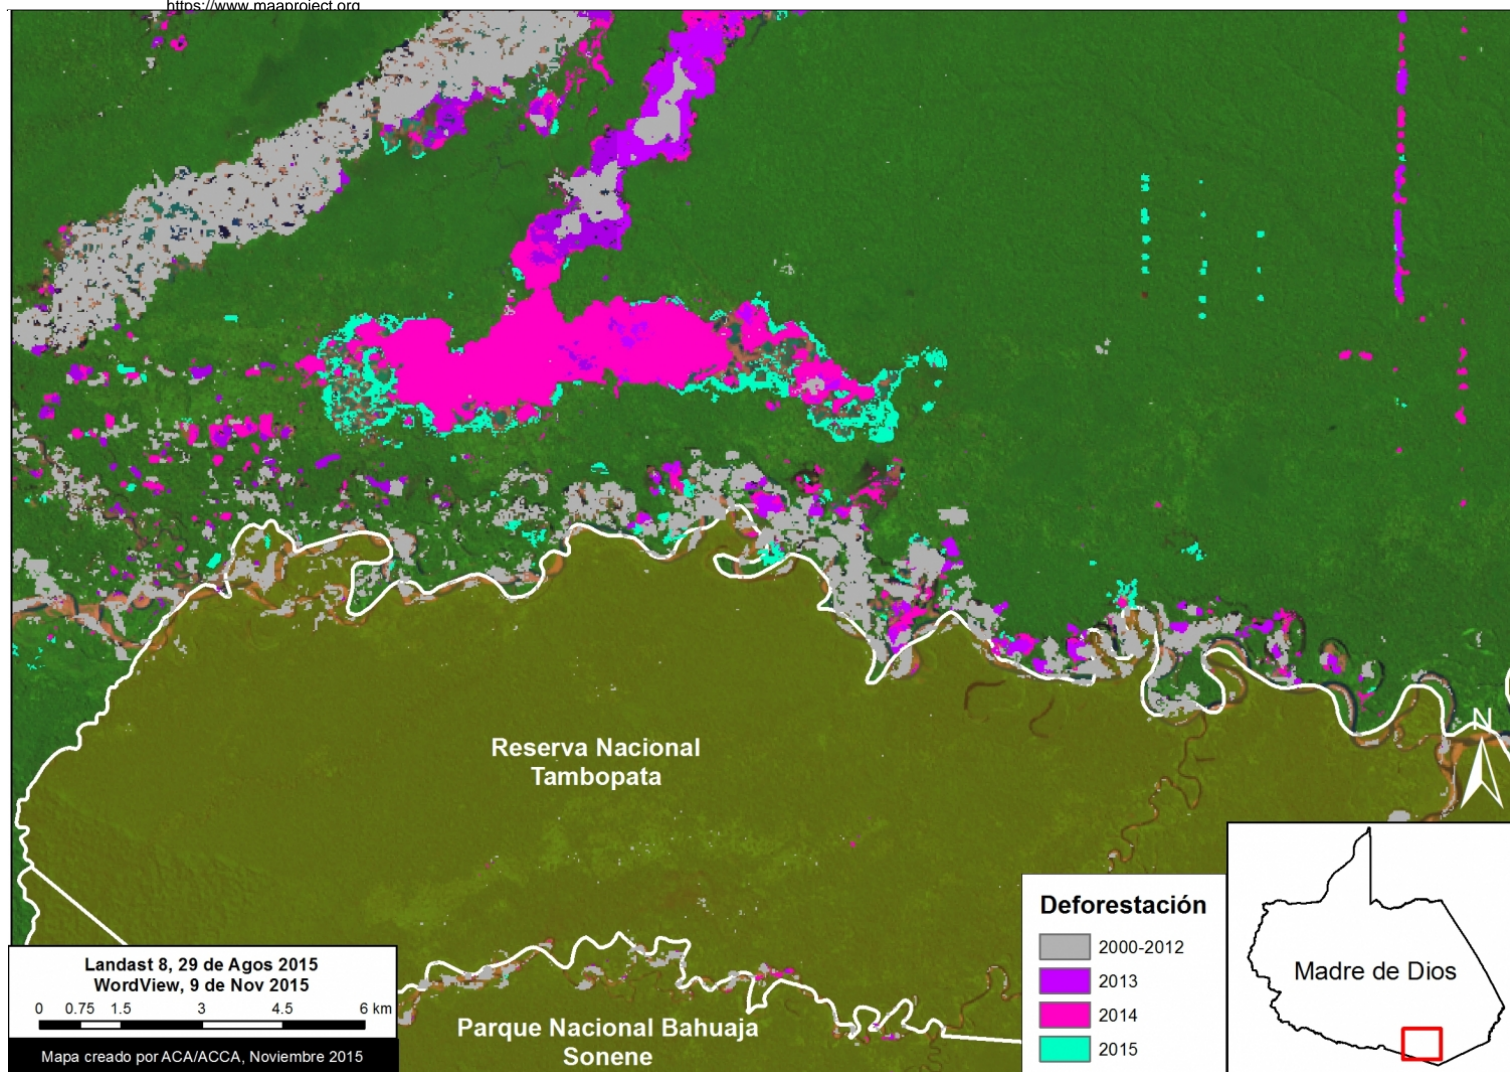 https://www.maaproject.org
Reserva Nacional
Tambopata
N
Parque Nacional Bahuaja
Sonene
Landast 8, 29 de Agos 2015
WordView, 9 de Nov 2015
0 0.75 1.5 3 4.5 6 km
Mapa creado por ACA/ACCA, Noviembre 2015
Deforestación
2000-2012
2013
2014
2015
Madre de Dios